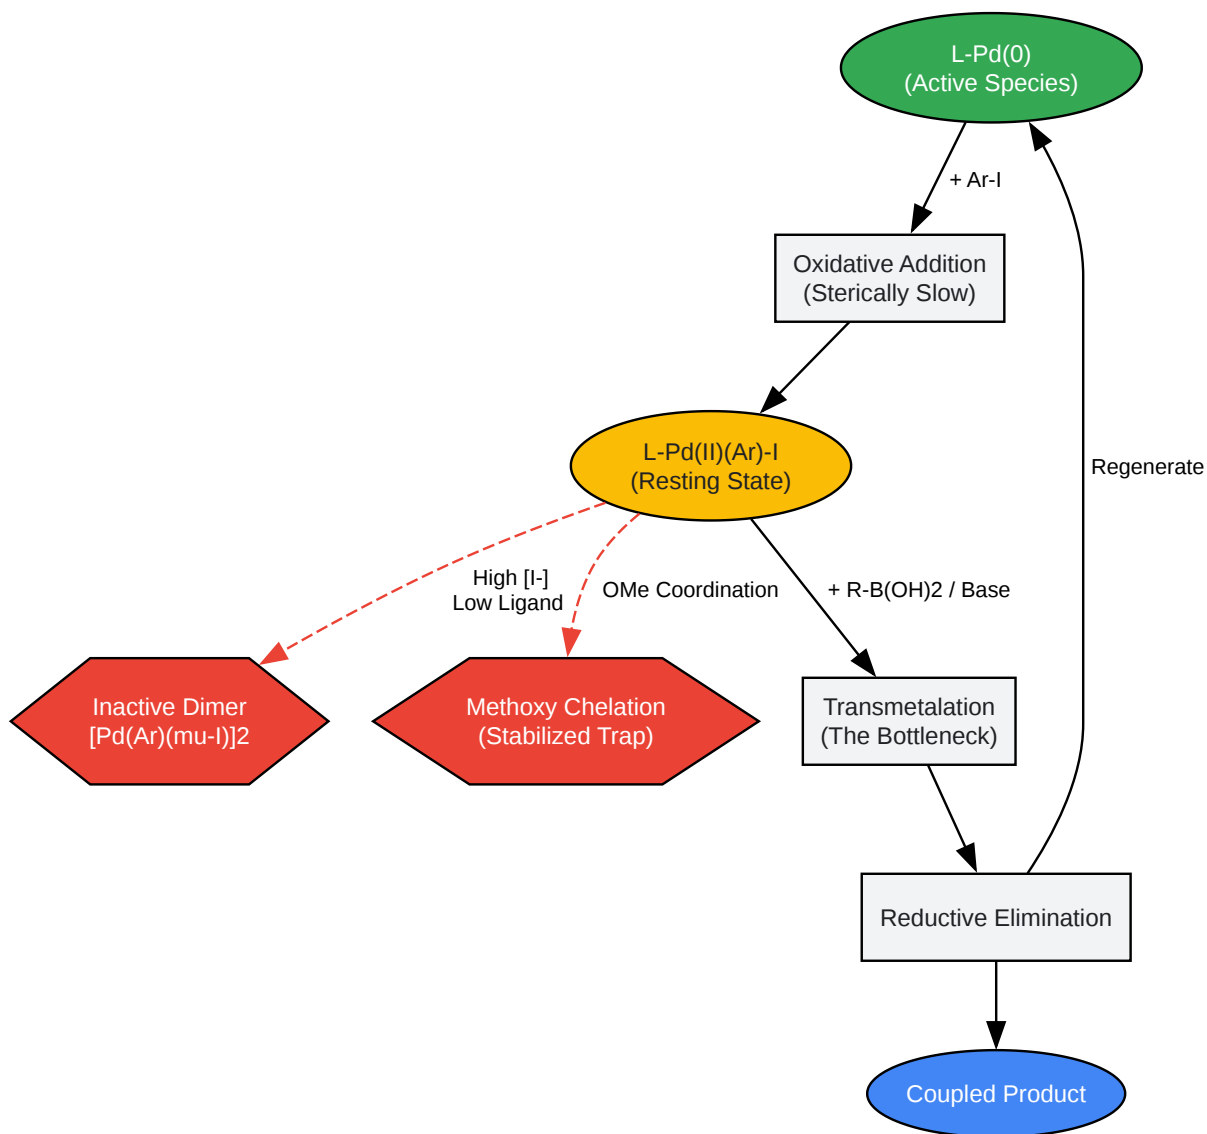 L-Pd(0)
(Active Species)
+ Ar-I
Oxidative Addition
(Sterically Slow)
L-Pd(II)(Ar)-I
(Resting State)
Regenerate
High [I-]
Low Ligand
OMe Coordination
+ R-B(OH)2 / Base
Inactive Dimer
[Pd(Ar)(mu-I)]2
Methoxy Chelation
(Stabilized Trap)
Transmetalation
(The Bottleneck)
Reductive Elimination
Coupled Product